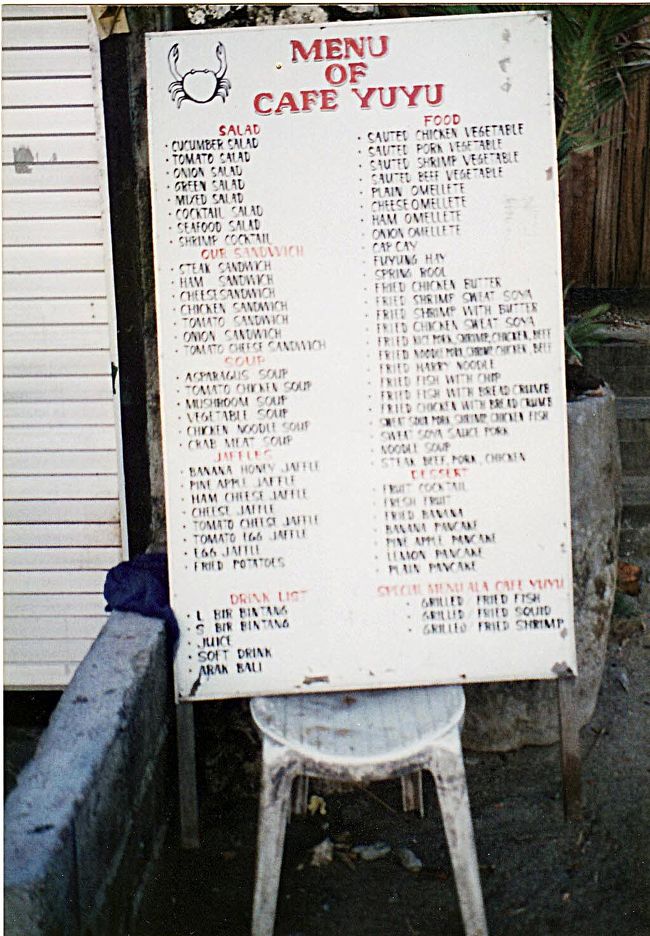 MENU
OF
CAFE YUYU
SALAD
· CUCUMBER SALAD
· TOMATO SALAD
· ONION SALAD
· GREEN SALAD
· MIXED SALAD
· COCKTAIL SALAD
· SEAFOOD SALAD
· SHRIMP COCKTAIL
OUR SANDWICH
· STEAK SANDWICH
· HAM SANDWICH
· CHEESE SANDWICH
· CHICKEN SANDWICH
· TOMATO SANDWICH
· ONION SANDWICH
· TOMATO CHEESE SANDWICH
SOUP
· ASPARAGUS SOUP
· TOMATO CHICKEN SOUP
· MUSHROOM SOUP
· VEGETABLE SOUP
· CHICKEN NOODLE SOUP
· CRAB MEAT SOUP
JAFFLES
· BANANA HONEY JAFFLE
· PINE APPLE JAFFLE
· HAM CHEESE JAFFLE
· CHEESE JAFFLE
· TOMATO CHEESE JAFFLE
· TOMATO EGG JAFFLE
· EGG JAFFLE
· FRIED POTATOES
DRINK LIST
· L BIR BINTANG
· S BIR BINTANG
· JUICE
· SOFT DRINK
· ARAK BALI
FOOD
· SAUTED CHICKEN VEGETABLE
· SAUTED PORK VEGETABLE
· SAUTED SHRIMP VEGETABLE
· SAUTED BEEF VEGETABLE
· PLAIN OMELLETE
· CHEESE OMELLETE
· HAM OMELLETE
· ONION OMELLETE
· CAP CAY
· FUYUNG HAY
· SPRING ROOL
· FRIED CHICKEN BUTTER
· FRIED SHRIMP SWEAT SOYA
· FRIED SHRIMP WITH BUTTER
· FRIED CHICKEN SWEAT SOYA
· FRIED RICE PORK, SHRIMP, CHICKEN, BEEF
· FRIED NOODLE PORK, SHRIMP, CHICKEN, BEEF
· FRIED HARRY NOODLE
· FRIED FISH WITH CHIP
· FRIED FISH WITH BREAD CRUMB
· FRIED CHICKEN WITH BREAD CRUMB
· SWEAT SOUR PORK, SHRIMP, CHICKEN FISH
· SWEAT SOYA SAUCE PORK
· NOODLE SOUP
· STEAK BEEF, PORK, CHICKEN
DESSERT
· FRUIT COCKTAIL
· FRESH FRUIT
· FRIED BANANA
· BANANA PANCAKE
· PINE APPLE PANCAKE
· LEMON PANCAKE
· PLAIN PANCAKE
SPECIAL MENU ALA CAFE YUYU
· GRILLED / FRIED FISH
· GRILLED / FRIED SQUID
· GRILLED / FRIED SHRIMP